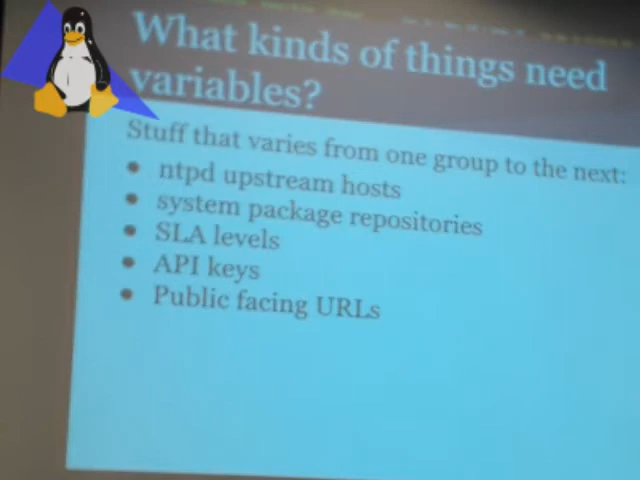 What kinds of things need
variables?
Stuff that varies from one group to the next:
ntpd upstream hosts
system package repositories
SLA levels
API keys
Public facing URLs